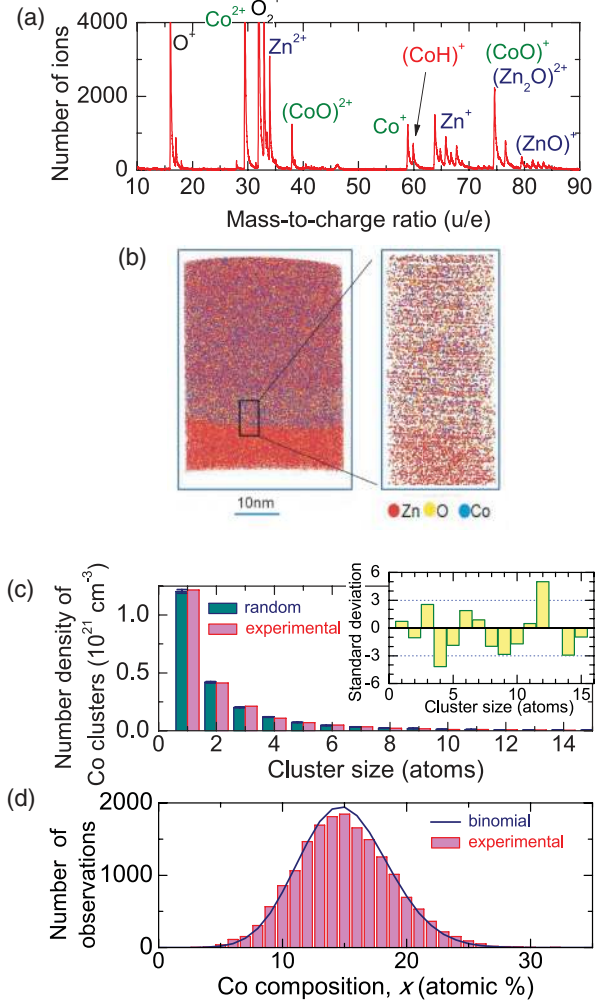 (a)
Co2+ O2+
O+
Zn2+
(CoO)2+
(CoH)+
Co+
Zn+
(CoO)+
(Zn2O)2+
(ZnO)+
Number of ions
4000
2000
0
10 20 30 40 50 60 70 80 90
Mass-to-charge ratio (u/e)
(b)
10nm
Zn O Co
(c)
Number density of
Co clusters (10^21 cm^-3)
1.0
0.5
0.0
random
experimental
0 2 4 6 8 10 12 14
Cluster size (atoms)
Standard deviation
6
3
0
-3
-6
0 5 10 15
Cluster size (atoms)
(d)
Number of
observations
2000
1000
0
binomial
experimental
0 10 20 30
Co composition, x (atomic %)